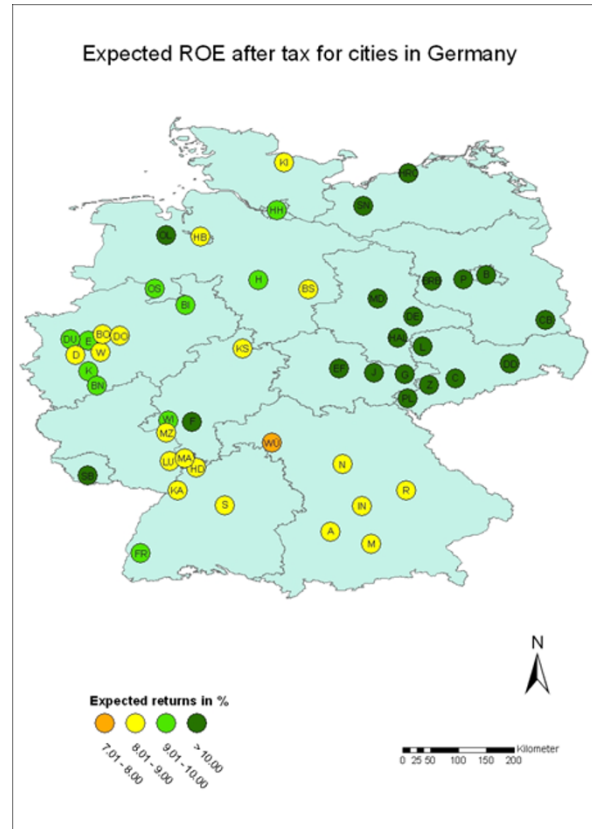 Expected ROE after tax for cities in Germany
KI
HRO
SN
HH
OL
HB
H
BS
OS
BI
MD
BRB
P
B
DE
CB
HAL
L
DU
E
BO
DO
D
W
K
BN
KS
EF
J
G
Z
C
DD
PL
WI
F
MZ
WÜ
LU
MA
HD
SB
KA
S
N
R
IN
A
M
FR
N
Expected returns in %
7.01 - 8.00
8.01 - 9.00
9.01 - 10.00
> 10.00
Kilometer
0 25 50 100 150 200